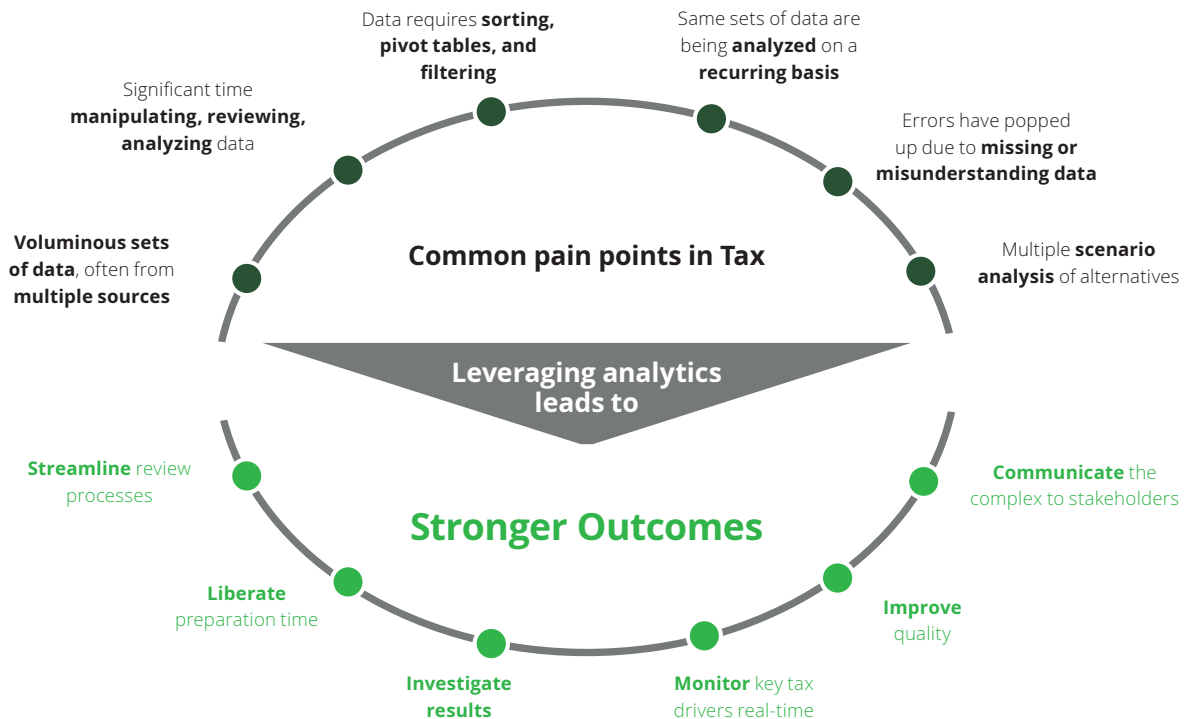 Data requires sorting,
pivot tables, and
filtering
Same sets of data are
being analyzed on a
recurring basis
Significant time
manipulating, reviewing,
analyzing data
Errors have popped
up due to missing or
misunderstanding data
Voluminous sets
of data, often from
multiple sources
Common pain points in Tax
Multiple scenario
analysis of alternatives
Leveraging analytics
leads to
Streamline review
processes
Stronger Outcomes
Communicate the
complex to stakeholders
Liberate
preparation time
Improve
quality
Investigate
results
Monitor key tax
drivers real-time